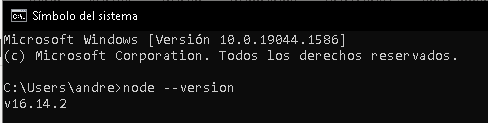 Símbolo del sistema
Microsoft Windows [Versión 10.0.19044.1586]
(c) Microsoft Corporation. Todos los derechos reservados.
C:\Users\andre>node --version
v16.14.2